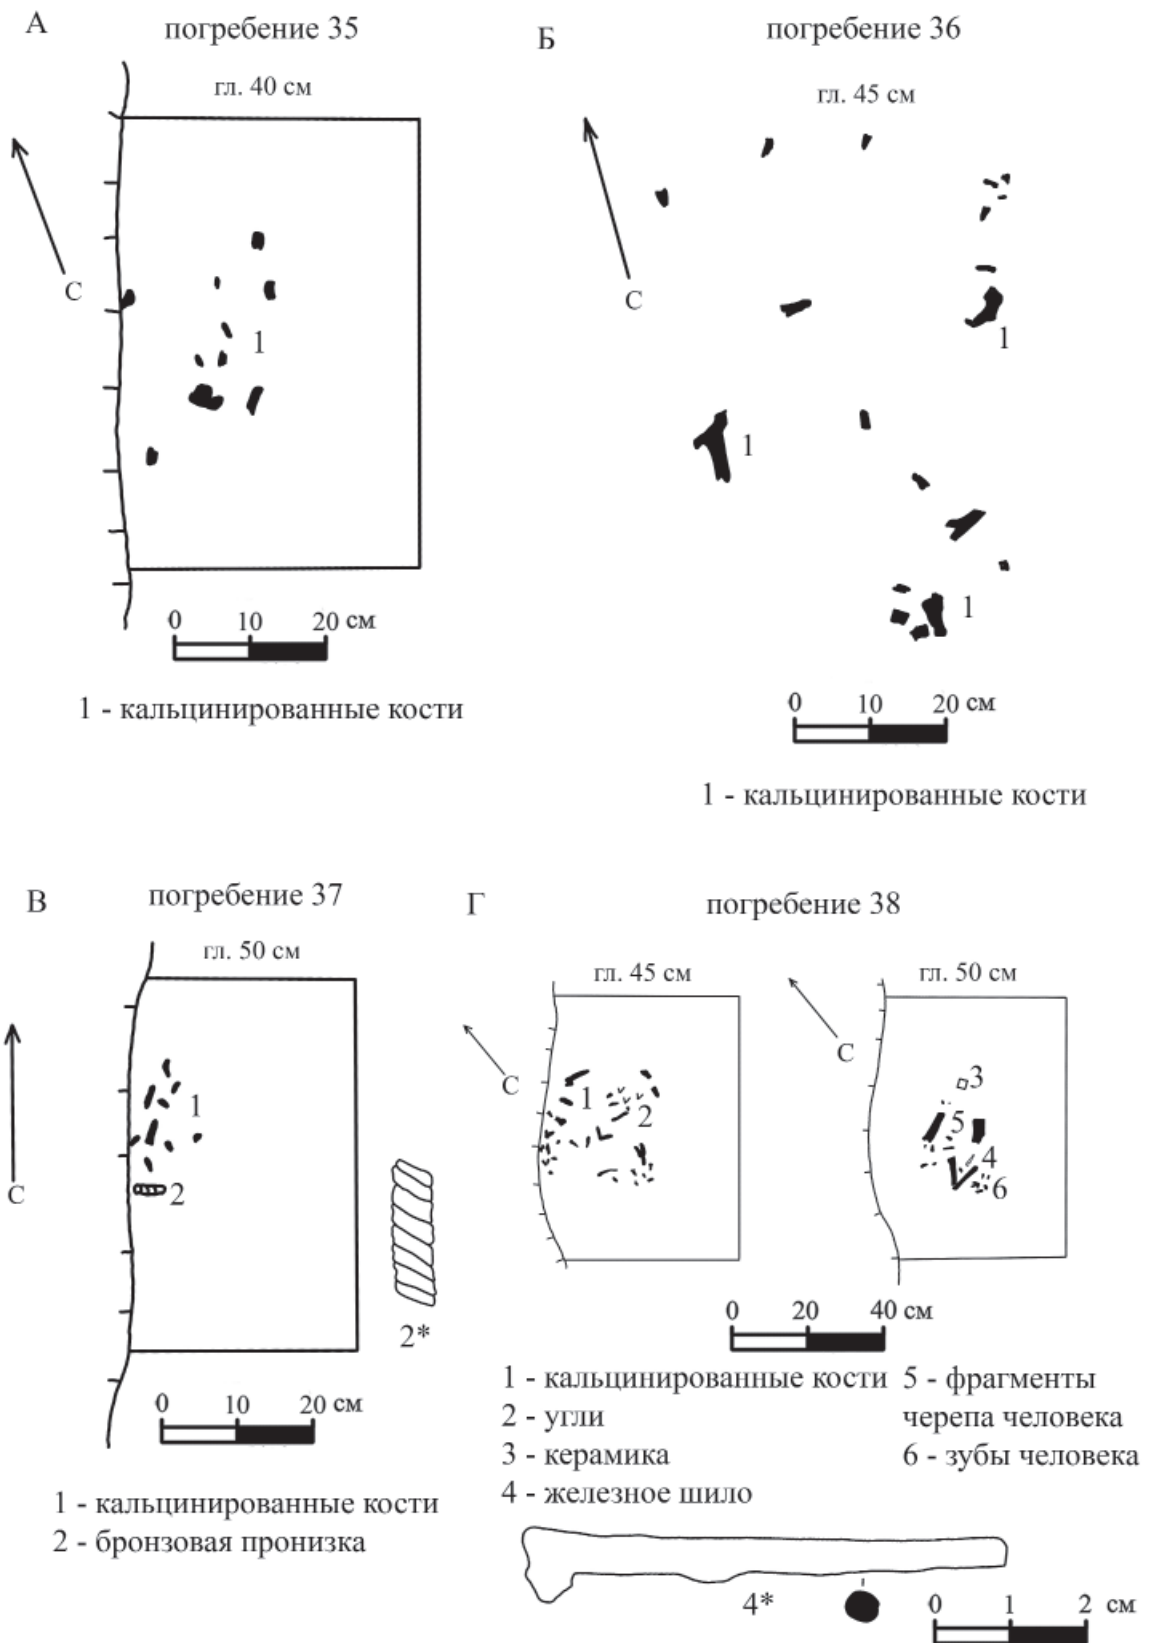 А
погребение 35
гл. 40 см
С
1
0 10 20 см
1 - кальцинированные кости
Б
погребение 36
гл. 45 см
С
1
1
1
0 10 20 см
1 - кальцинированные кости
В
погребение 37
гл. 50 см
С
1
2
2*
0 10 20 см
1 - кальцинированные кости
2 - бронзовая пронизка
Г
погребение 38
гл. 45 см
С
1
2
гл. 50 см
С
3
5
4
6
0 20 40 см
1 - кальцинированные кости
2 - угли
3 - керамика
4 - железное шило
5 - фрагменты
черепа человека
6 - зубы человека
4*
0 1 2 см